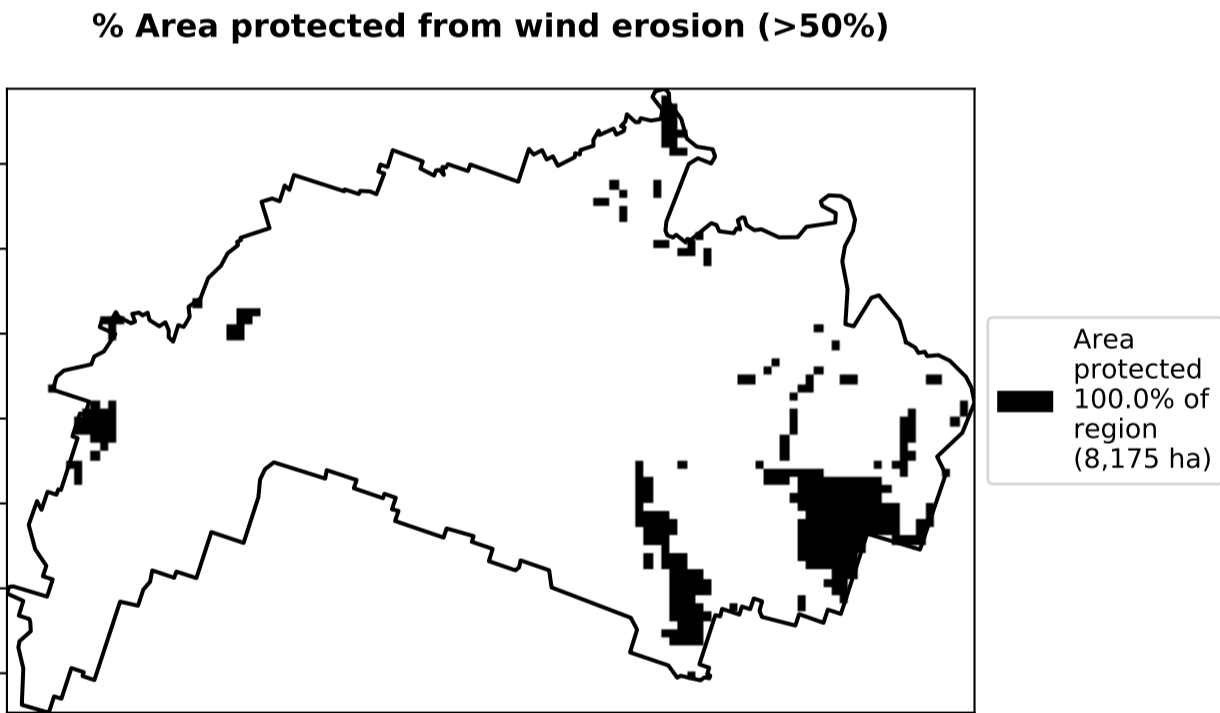 % Area protected from wind erosion (>50%)
Area
protected
100.0% of
region
(8,175 ha)